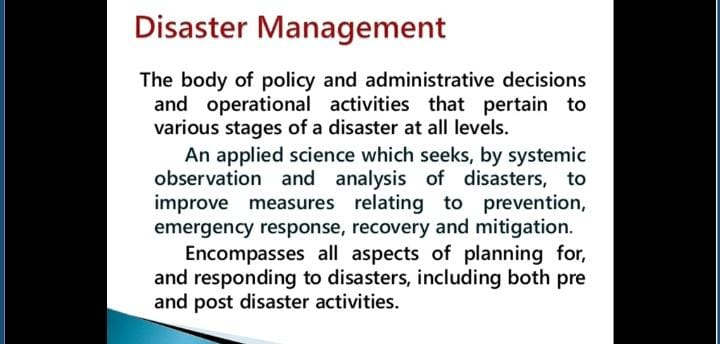 Disaster Management
The body of policy and administrative decisions
and operational activities that pertain to
various stages of a disaster at all levels.
An applied science which seeks, by systemic
observation and analysis of disasters, to
improve measures relating to prevention,
emergency response, recovery and mitigation.
Encompasses all aspects of planning for,
and responding to disasters, including both pre
and post disaster activities.